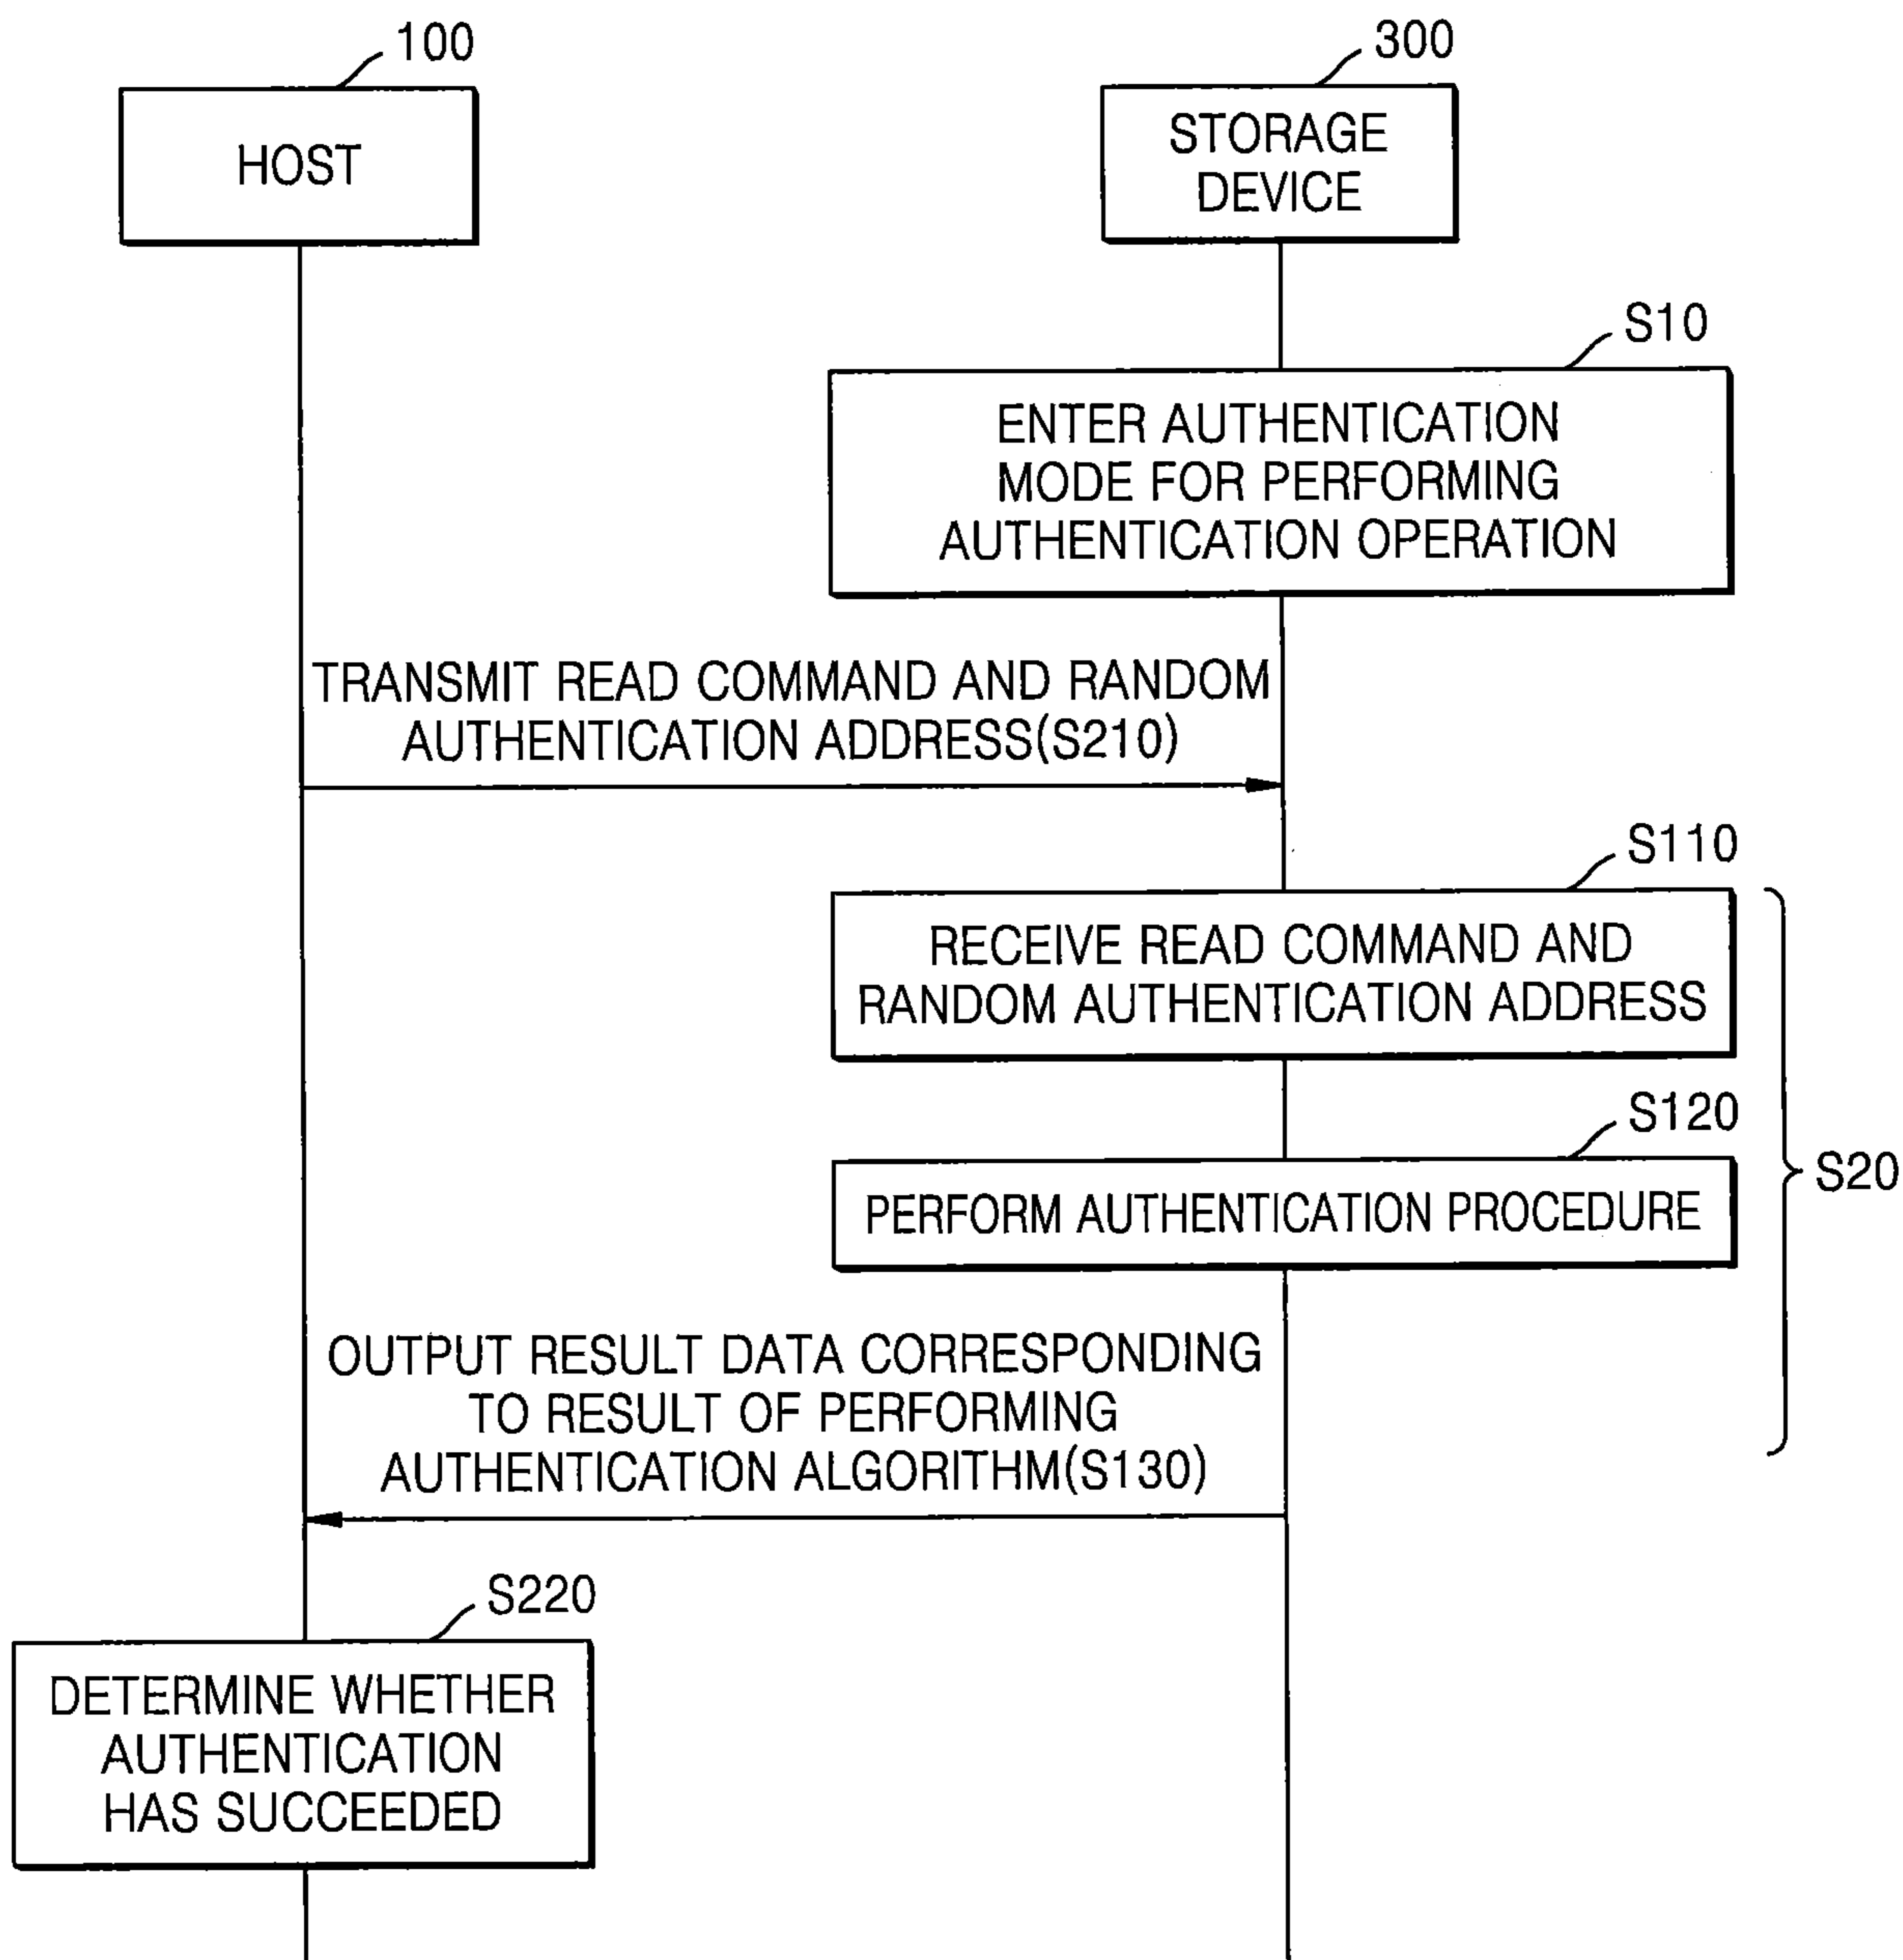 100
HOST
300
STORAGE
DEVICE
S10
ENTER AUTHENTICATION
MODE FOR PERFORMING
AUTHENTICATION OPERATION
TRANSMIT READ COMMAND AND RANDOM
AUTHENTICATION ADDRESS(S210)
S110
RECEIVE READ COMMAND AND
RANDOM AUTHENTICATION ADDRESS
S120
PERFORM AUTHENTICATION PROCEDURE
S20
OUTPUT RESULT DATA CORRESPONDING
TO RESULT OF PERFORMING
AUTHENTICATION ALGORITHM(S130)
S220
DETERMINE WHETHER
AUTHENTICATION
HAS SUCCEEDED